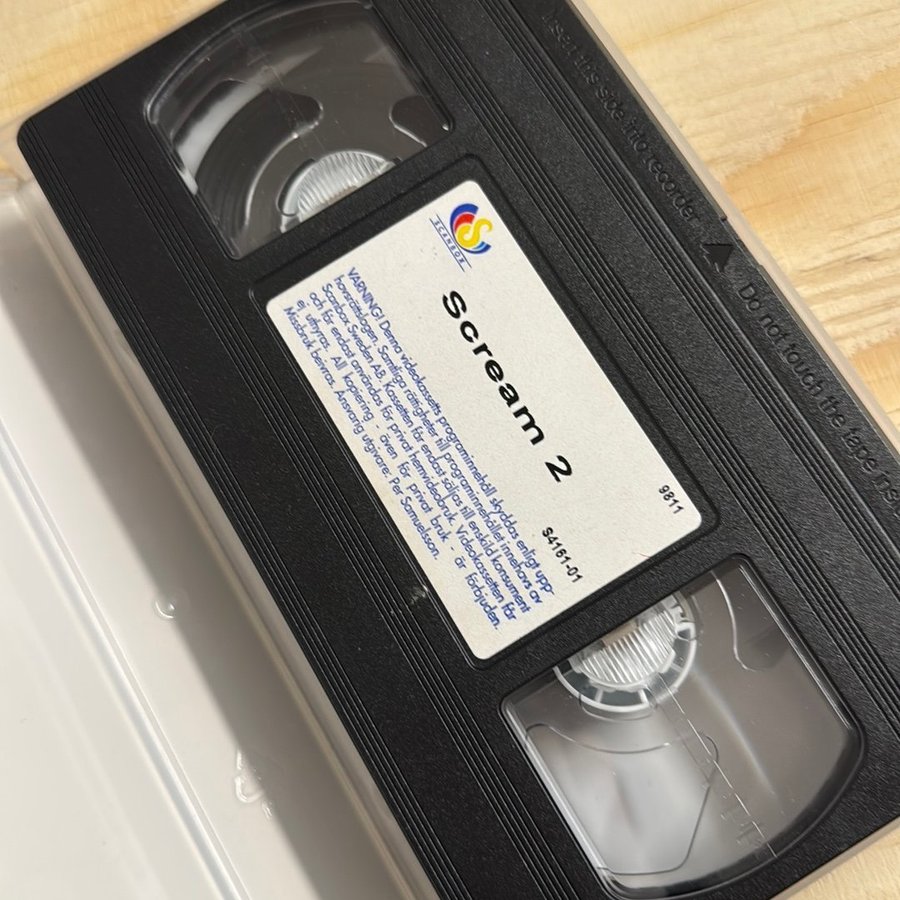 Insert this side into recorder
Do not touch the tape
SCANBOX
Scream 2
9811
S4161-01
VARNING! Denna videokassetts programinnehåll skyddas enligt upp-
hovsrättslagen. Samtliga rättigheter till programinnehållet innehavs av
Scanbox Sweden AB. Kassetten får endast säljas till enskild konsument
och får endast användas för privat hemvideobruk. Videokassetten får
ej uthyras. All kopiering - även för privat bruk - är förbjuden.
Missbruk beivras. Ansvarig utgivare: Per Samuelsson.